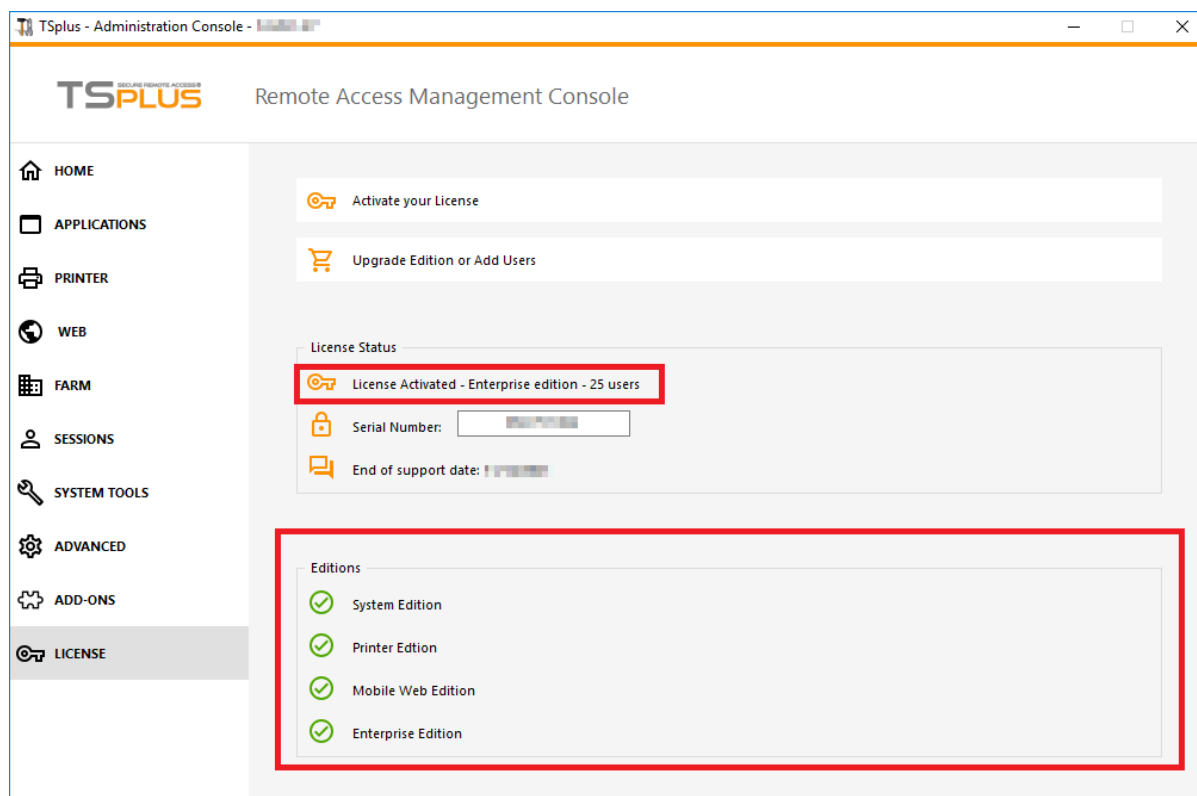 TSplus - Administration Console -
SECURE REMOTE ACCESS
TSPLUS
Remote Access Management Console
HOME
APPLICATIONS
PRINTER
WEB
FARM
SESSIONS
SYSTEM TOOLS
ADVANCED
ADD-ONS
LICENSE
Activate your License
Upgrade Edition or Add Users
License Status
License Activated - Enterprise edition - 25 users
Serial Number:
End of support date:
Editions
System Edition
Printer Edtion
Mobile Web Edition
Enterprise Edition